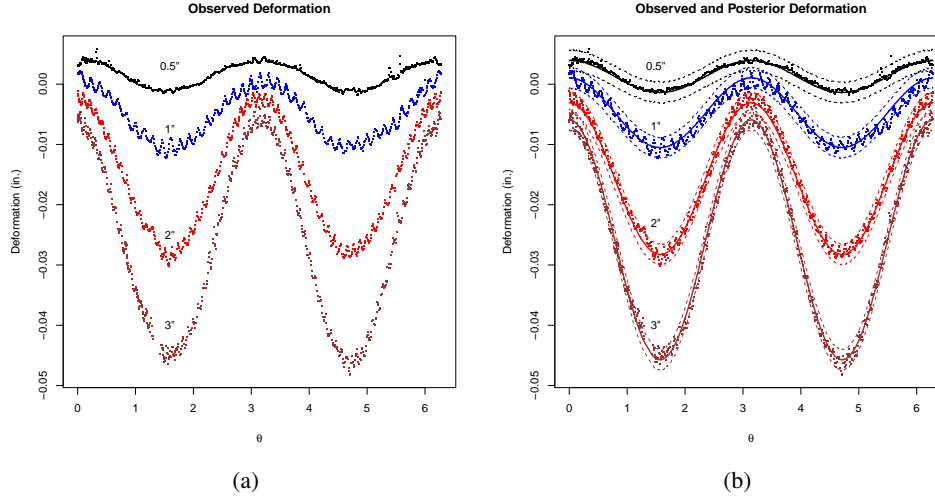 Observed Deformation
Deformation (in.)
0.00
−0.01
−0.02
−0.03
−0.04
−0.05
0.5"
1"
2"
3"
0 1 2 3 4 5 6
θ
(a)
Observed and Posterior Deformation
Deformation (in.)
0.00
−0.01
−0.02
−0.03
−0.04
−0.05
0.5"
1"
2"
3"
0 1 2 3 4 5 6
θ
(b)